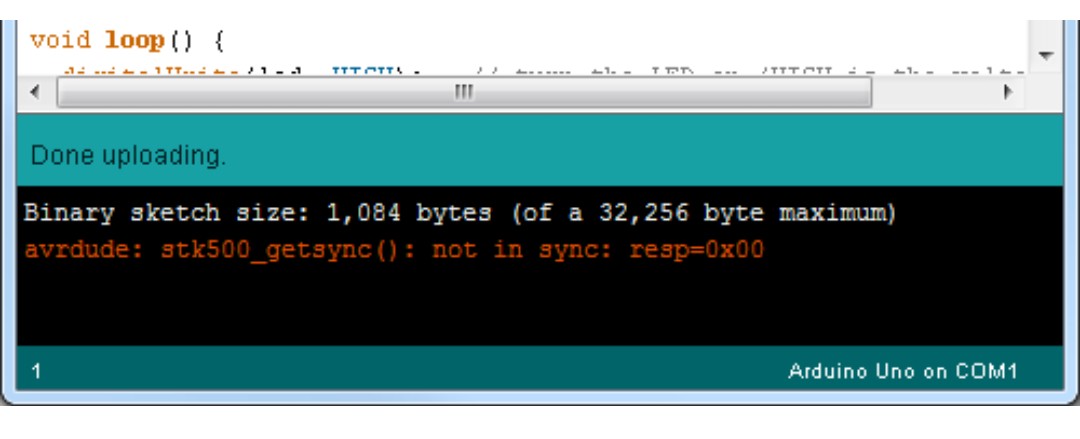 void loop() {
Done uploading.
Binary sketch size: 1,084 bytes (of a 32,256 byte maximum)
avrdude: stk500_getsync(): not in sync: resp=0x00
1
Arduino Uno on COM1